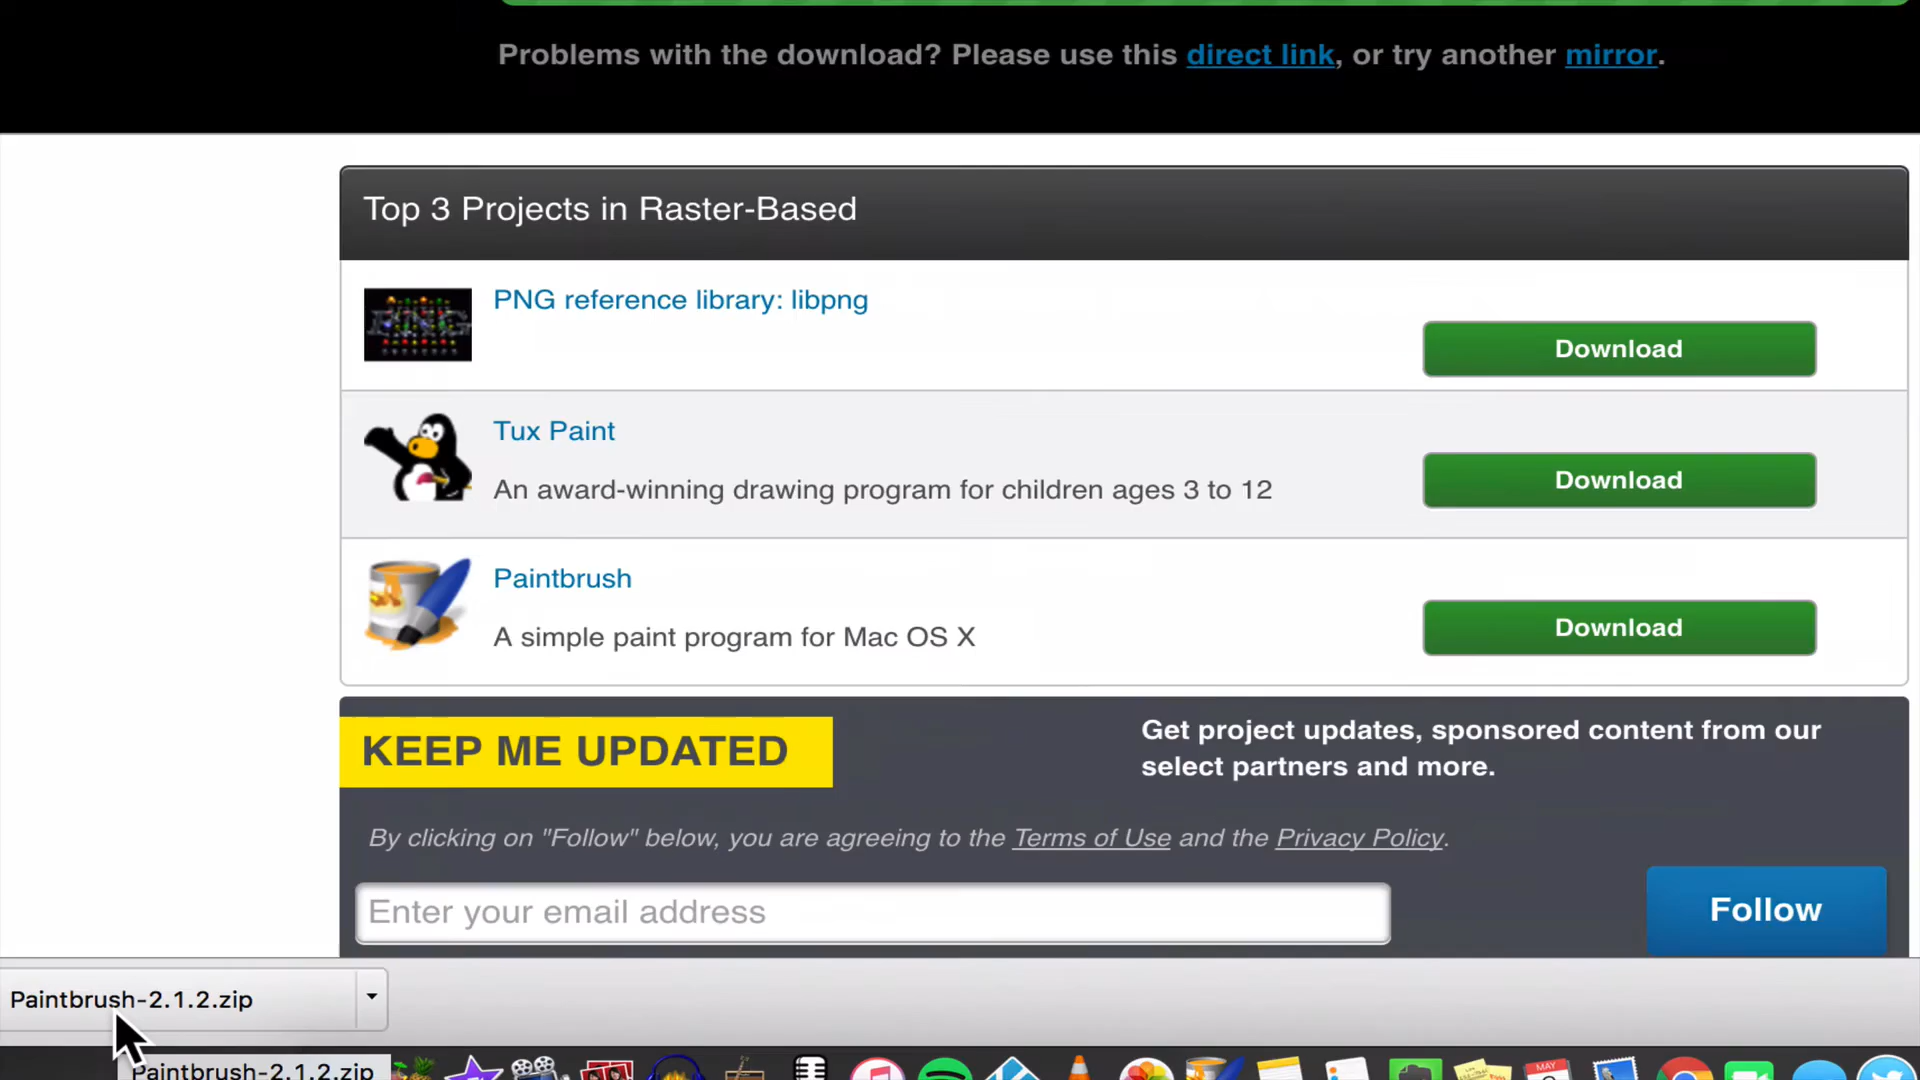 Problems with the download? Please use this direct link, or try another mirror.
Top 3 Projects in Raster-Based
PNG reference library: libpng
Download
Tux Paint
An award-winning drawing program for children ages 3 to 12
Download
Paintbrush
A simple paint program for Mac OS X
Download
KEEP ME UPDATED
Get project updates, sponsored content from our
select partners and more.
By clicking on "Follow" below, you are agreeing to the Terms of Use and the Privacy Policy.
Enter your email address
Follow
Paintbrush-2.1.2.zip
Paintbrush-2.1.2.zip
MAY